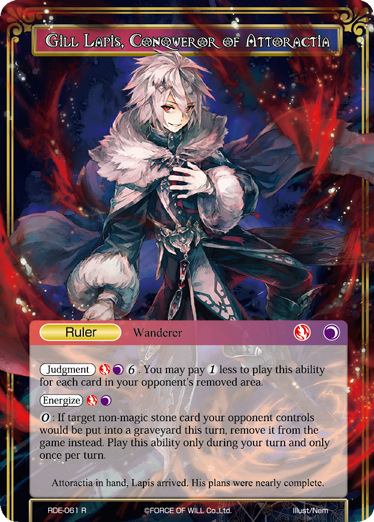 Gill Lapis, Conqueror of Attoractia
Ruler Wanderer
Judgment 6 . You may pay 1 less to play this ability
for each card in your opponent's removed area.
Energize
0 : If target non-magic stone card your opponent controls
would be put into a graveyard this turn, remove it from the
game instead. Play this ability only during your turn and only
once per turn.
Attoractia in hand, Lapis arrived. His plans were nearly complete.
RDE-061 R ©FORCE OF WILL Co.,Ltd. Illust/Nem